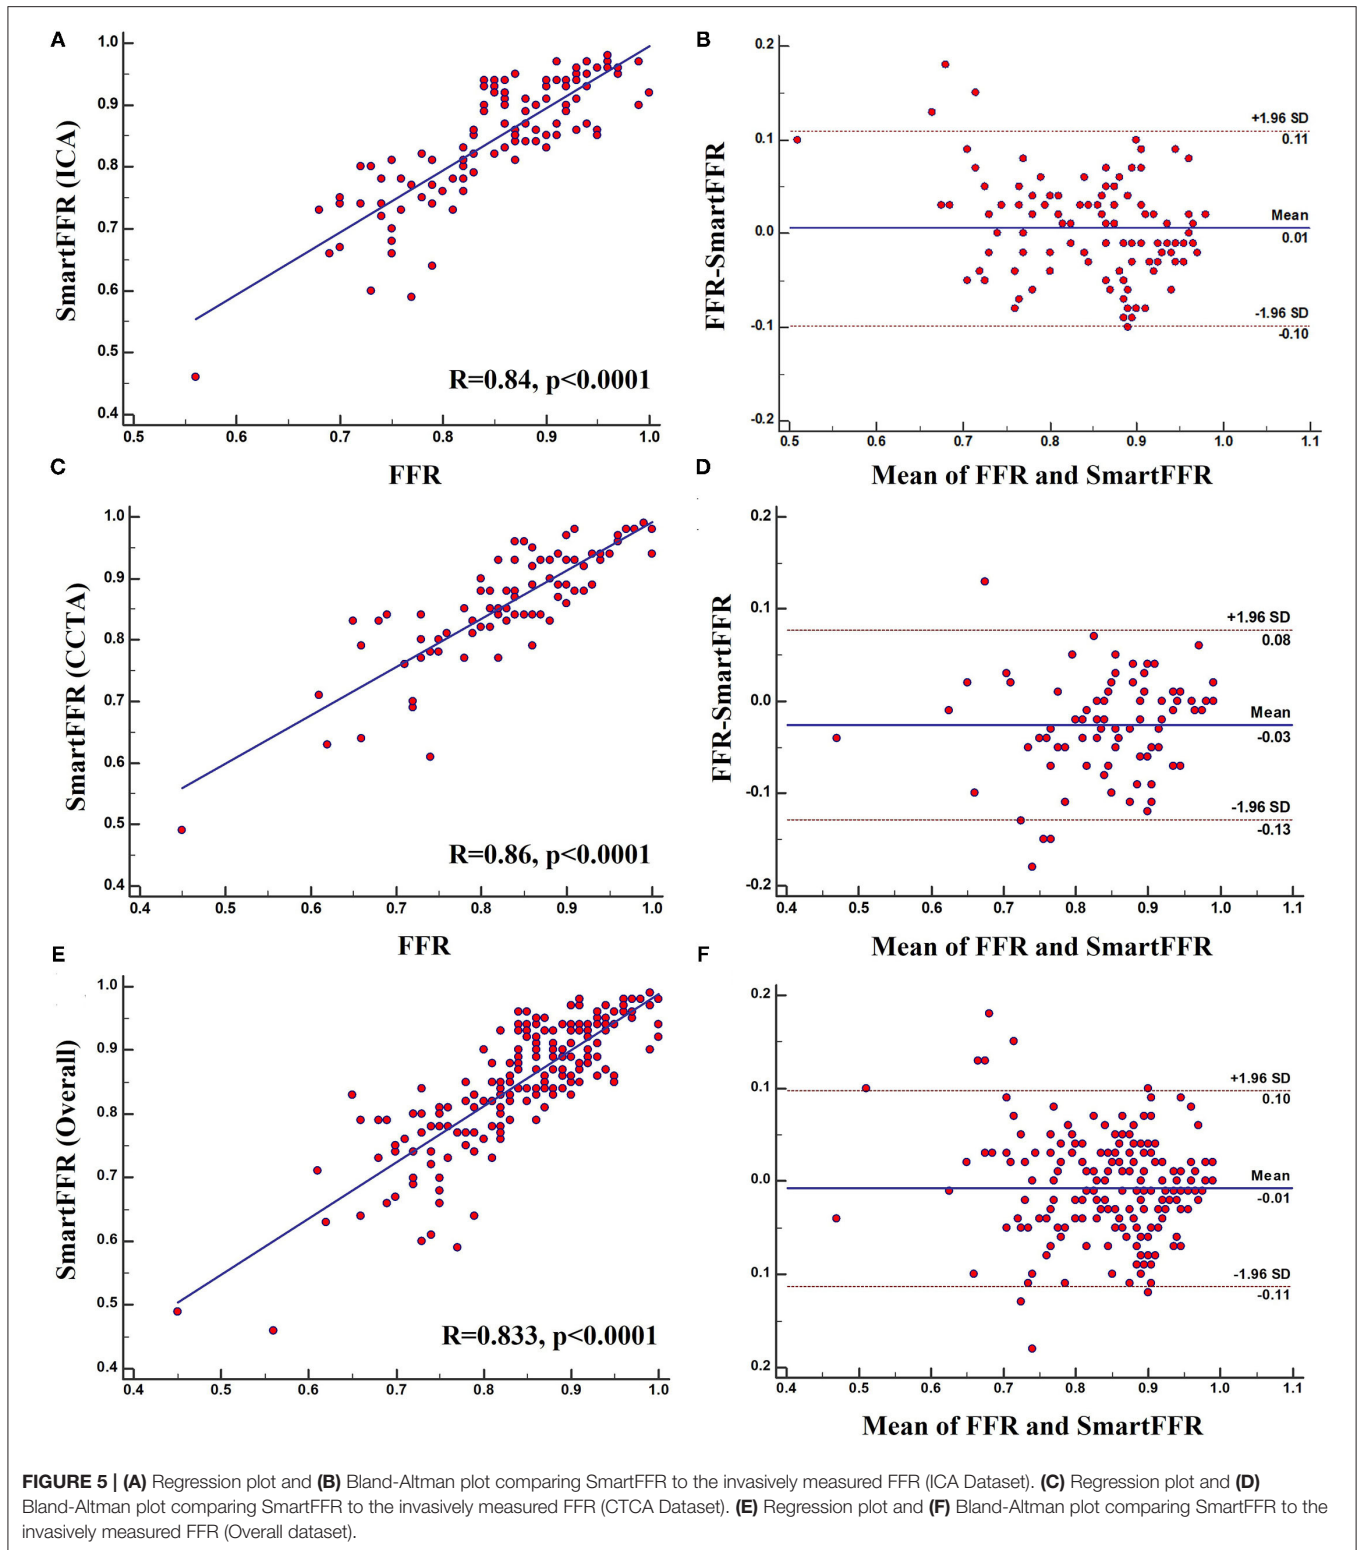 A
1.0
0.9
0.8
0.7
0.6
0.5
0.4
SmartFFR (ICA)
R=0.84, p<0.0001
0.5 0.6 0.7 0.8 0.9 1.0
FFR
B
0.2
0.1
0.0
-0.1
-0.2
FFR-SmartFFR
+1.96 SD
0.11
Mean
0.01
-1.96 SD
-0.10
0.5 0.6 0.7 0.8 0.9 1.0 1.1
Mean of FFR and SmartFFR
C
1.0
0.9
0.8
0.7
0.6
0.5
0.4
SmartFFR (CCTA)
R=0.86, p<0.0001
0.4 0.5 0.6 0.7 0.8 0.9 1.0
FFR
D
0.2
0.1
0.0
-0.1
-0.2
FFR-SmartFFR
+1.96 SD
0.08
Mean
-0.03
-1.96 SD
-0.13
0.4 0.5 0.6 0.7 0.8 0.9 1.0 1.1
Mean of FFR and SmartFFR
E
1.0
0.9
0.8
0.7
0.6
0.5
0.4
SmartFFR (Overall)
R=0.833, p<0.0001
0.4 0.5 0.6 0.7 0.8 0.9 1.0
F
0.2
0.1
0.0
0.1
0.2
+1.96 SD
0.10
Mean
-0.01
-1.96 SD
-0.11
0.4 0.5 0.6 0.7 0.8 0.9 1.0 1.1
Mean of FFR and SmartFFR
FIGURE 5 | (A) Regression plot and (B) Bland-Altman plot comparing SmartFFR to the invasively measured FFR (ICA Dataset). (C) Regression plot and (D)
Bland-Altman plot comparing SmartFFR to the invasively measured FFR (CTCA Dataset). (E) Regression plot and (F) Bland-Altman plot comparing SmartFFR to the
invasively measured FFR (Overall dataset).